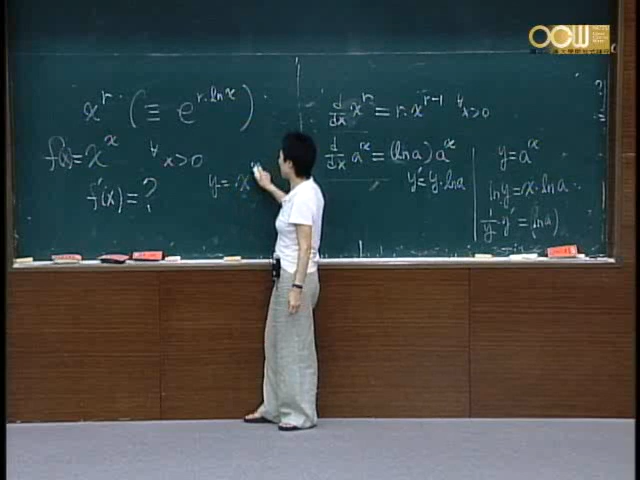 x^r (≡ e^{r·ln x})
f(x) = x^x ∀ x>0
f'(x) = ?
y = x
d/dx x^r = r·x^{r-1} ∀ x>0
d/dx a^x = (ln a) a^x
y' = y·ln a
y = a^x
ln y = x·ln a
1/y y' = (ln a)
?
OCW